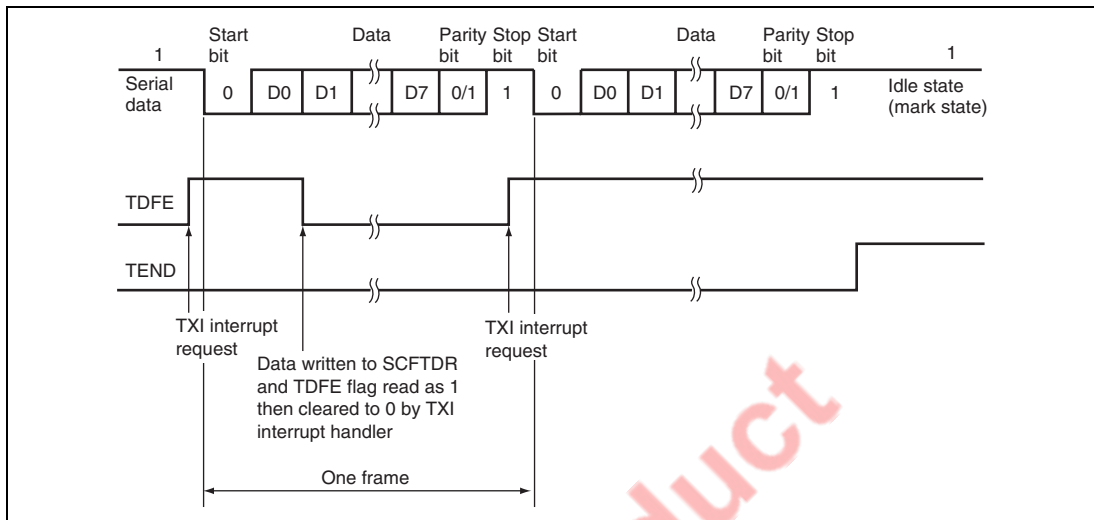 Start bit
Data
Parity bit
Stop bit
Start bit
Data
Parity bit
Stop bit
1
1
Serial data
0
D0
D1
D7
0/1
1
0
D0
D1
D7
0/1
1
Idle state
(mark state)
TDFE
TEND
TXI interrupt
request
Data written to SCFTDR
and TDFE flag read as 1
then cleared to 0 by TXI
interrupt handler
TXI interrupt
request
One frame
duct